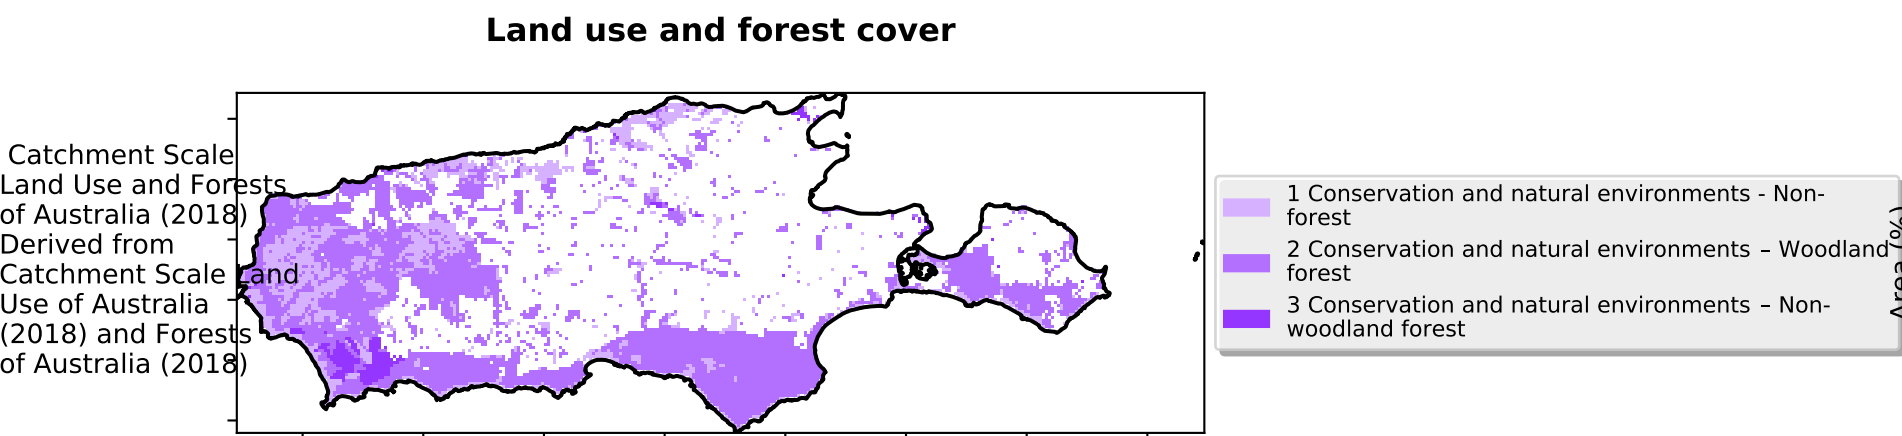 Land use and forest cover
Catchment Scale
Land Use and Forests
of Australia (2018)
Derived from
Catchment Scale Land
Use of Australia
(2018) and Forests
of Australia (2018)
1 Conservation and natural environments - Non-
forest
2 Conservation and natural environments – Woodland
forest
3 Conservation and natural environments – Non-
woodland forest
Area (%)